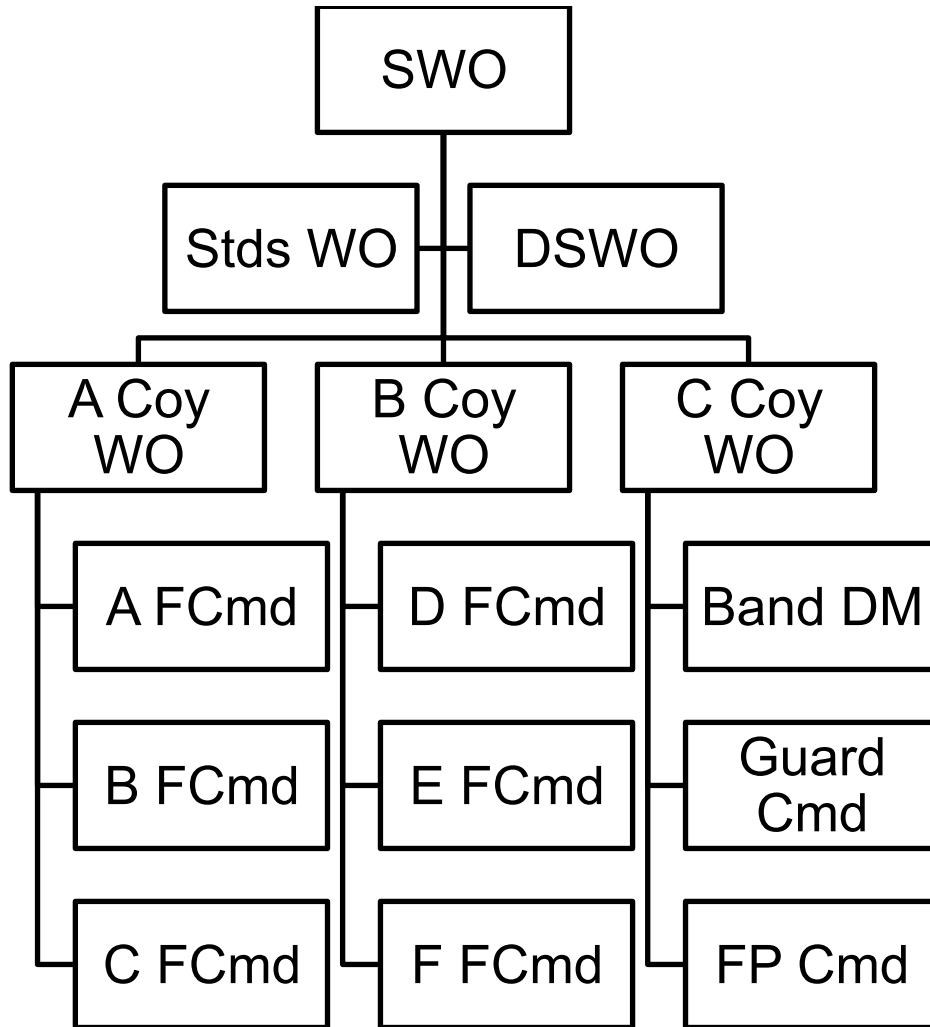 SWO
Stds WO
DSWO
A Coy
WO
B Coy
WO
C Coy
WO
A FCmd
D FCmd
Band DM
B FCmd
E FCmd
Guard
Cmd
C FCmd
F FCmd
FP Cmd